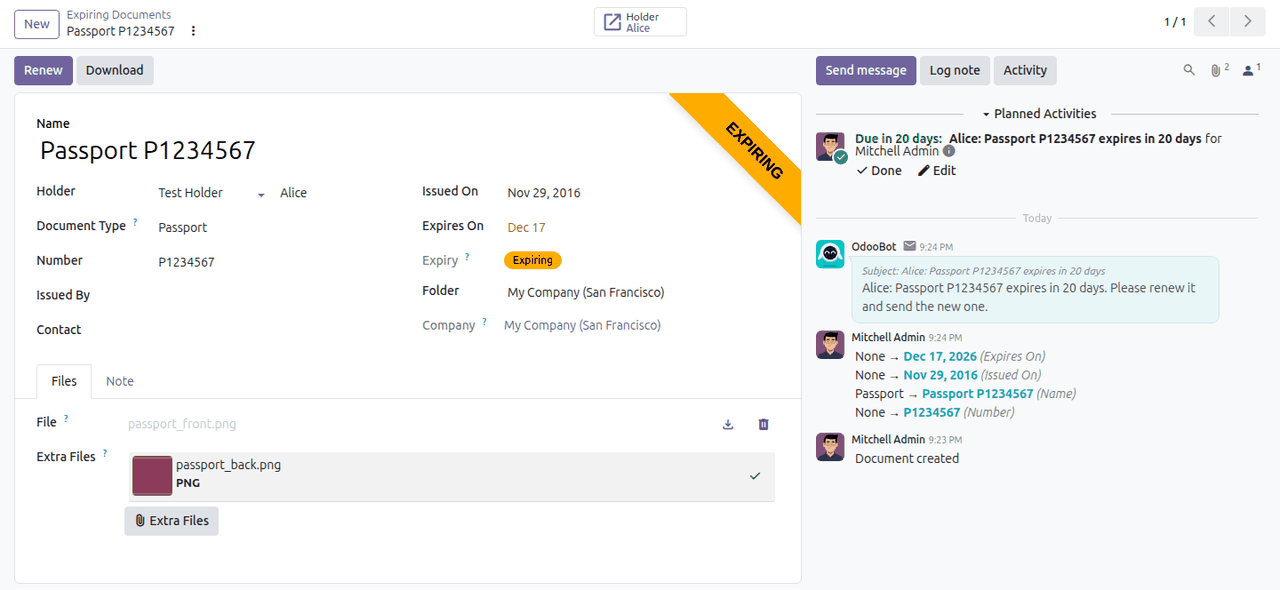 New
Expiring Documents
Passport P1234567
Holder
Alice
1 / 1
Renew
Download
Send message
Log note
Activity
2
1
EXPIRING
Name
Passport P1234567
Holder
Test Holder
Alice
Document Type ?
Passport
Number
P1234567
Issued By
Contact
Issued On
Nov 29, 2016
Expires On
Dec 17
Expiry ?
Expiring
Folder
My Company (San Francisco)
Company ?
My Company (San Francisco)
Files
Note
File ?
passport_front.png
Extra Files ?
passport_back.png
PNG
Extra Files
Planned Activities
Due in 20 days: Alice: Passport P1234567 expires in 20 days for
Mitchell Admin
Done
Edit
Today
OdooBot 9:24 PM
Subject: Alice: Passport P1234567 expires in 20 days
Alice: Passport P1234567 expires in 20 days. Please renew it
and send the new one.
Mitchell Admin 9:24 PM
None → Dec 17, 2026 (Expires On)
None → Nov 29, 2016 (Issued On)
Passport → Passport P1234567 (Name)
None → P1234567 (Number)
Mitchell Admin 9:23 PM
Document created